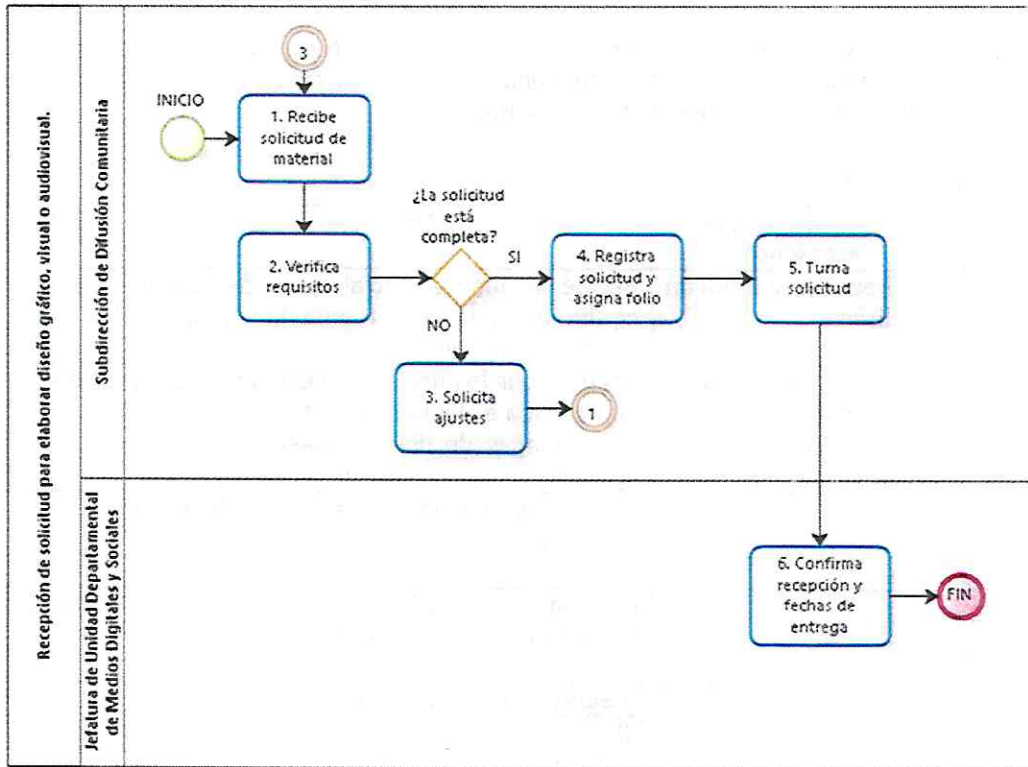 Recepción de solicitud para elaborar diseño gráfico, visual o audiovisual.
Subdirección de Difusión Comunitaria
3
INICIO
1. Recibe
solicitud de
material
¿La solicitud
está
completa?
2. Verifica
requisitos
SI
4. Registra
solicitud y
asigna folio
5. Turna
solicitud
NO
3. Solicita
ajustes
1
Jefatura de Unidad Departamental
de Medios Digitales y Sociales
6. Confirma
recepción y
fechas de
entrega
FIN